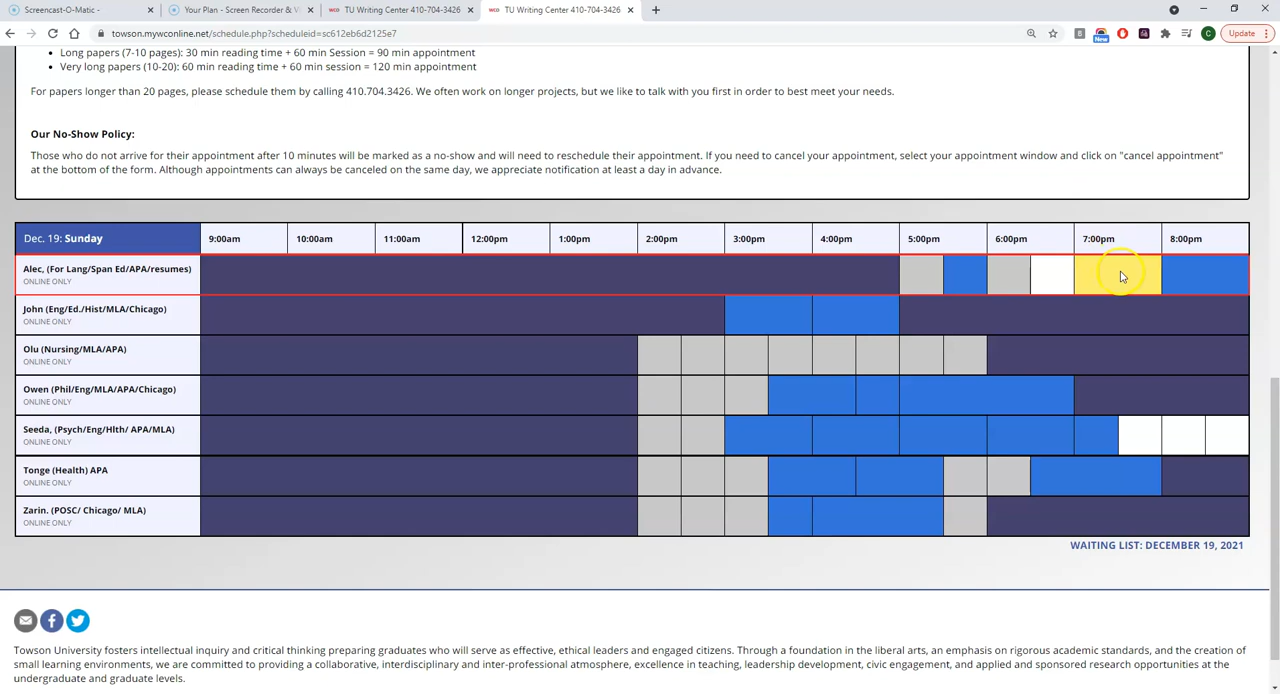 Screencast-O-Matic -
Your Plan - Screen Recorder & V
TU Writing Center 410-704-3426
TU Writing Center 410-704-3426
towson.mywconline.net/schedule.php?scheduleid=sc612eb6d2125e7
New
C
Update
Long papers (7-10 pages): 30 min reading time + 60 min Session = 90 min appointment
Very long papers (10-20): 60 min reading time + 60 min session = 120 min appointment
For papers longer than 20 pages, please schedule them by calling 410.704.3426. We often work on longer projects, but we like to talk with you first in order to best meet your needs.
Our No-Show Policy:
Those who do not arrive for their appointment after 10 minutes will be marked as a no-show and will need to reschedule their appointment. If you need to cancel your appointment, select your appointment window and click on "cancel appointment"
at the bottom of the form. Although appointments can always be canceled on the same day, we appreciate notification at least a day in advance.
Dec. 19: Sunday 9:00am 10:00am 11:00am 12:00pm 1:00pm 2:00pm 3:00pm 4:00pm 5:00pm 6:00pm 7:00pm 8:00pm
Alec, (For Lang/Span Ed/APA/resumes)
ONLINE ONLY
John (Eng/Ed./Hist/MLA/Chicago)
ONLINE ONLY
Olu (Nursing/MLA/APA)
ONLINE ONLY
Owen (Phil/Eng/MLA/APA/Chicago)
ONLINE ONLY
Seeda, (Psych/Eng/Hlth/ APA/MLA)
ONLINE ONLY
Tonge (Health) APA
ONLINE ONLY
Zarin. (POSC/ Chicago/ MLA)
ONLINE ONLY
WAITING LIST: DECEMBER 19, 2021
Towson University fosters intellectual inquiry and critical thinking preparing graduates who will serve as effective, ethical leaders and engaged citizens. Through a foundation in the liberal arts, an emphasis on rigorous academic standards, and the creation of
small learning environments, we are committed to providing a collaborative, interdisciplinary and inter-professional atmosphere, excellence in teaching, leadership development, civic engagement, and applied and sponsored research opportunities at the
undergraduate and graduate levels.